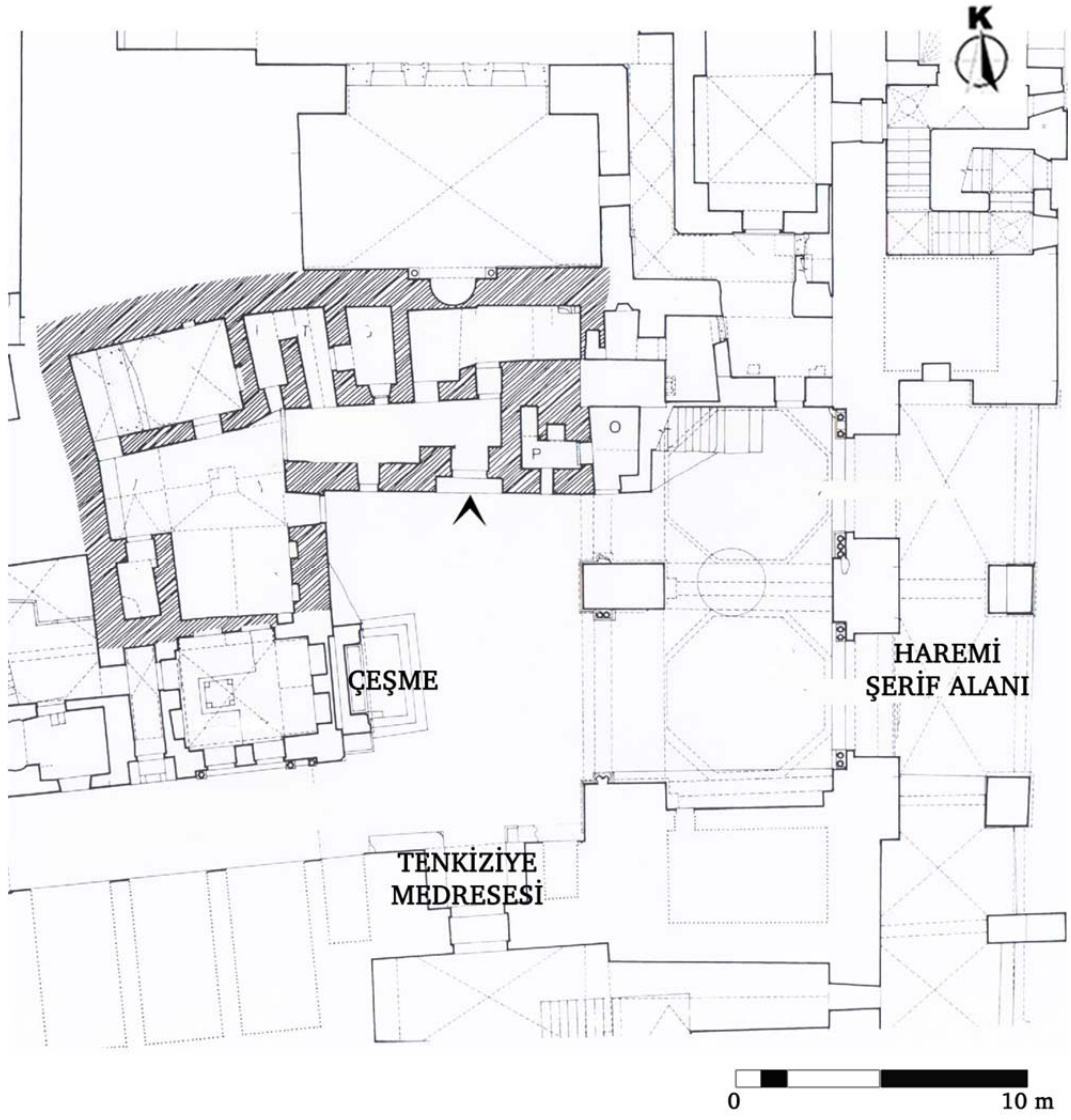 K
O
P
ÇEŞME
HAREMİ
ŞERİF ALANI
TENKİZİYE
MEDRESESİ
0 10 m